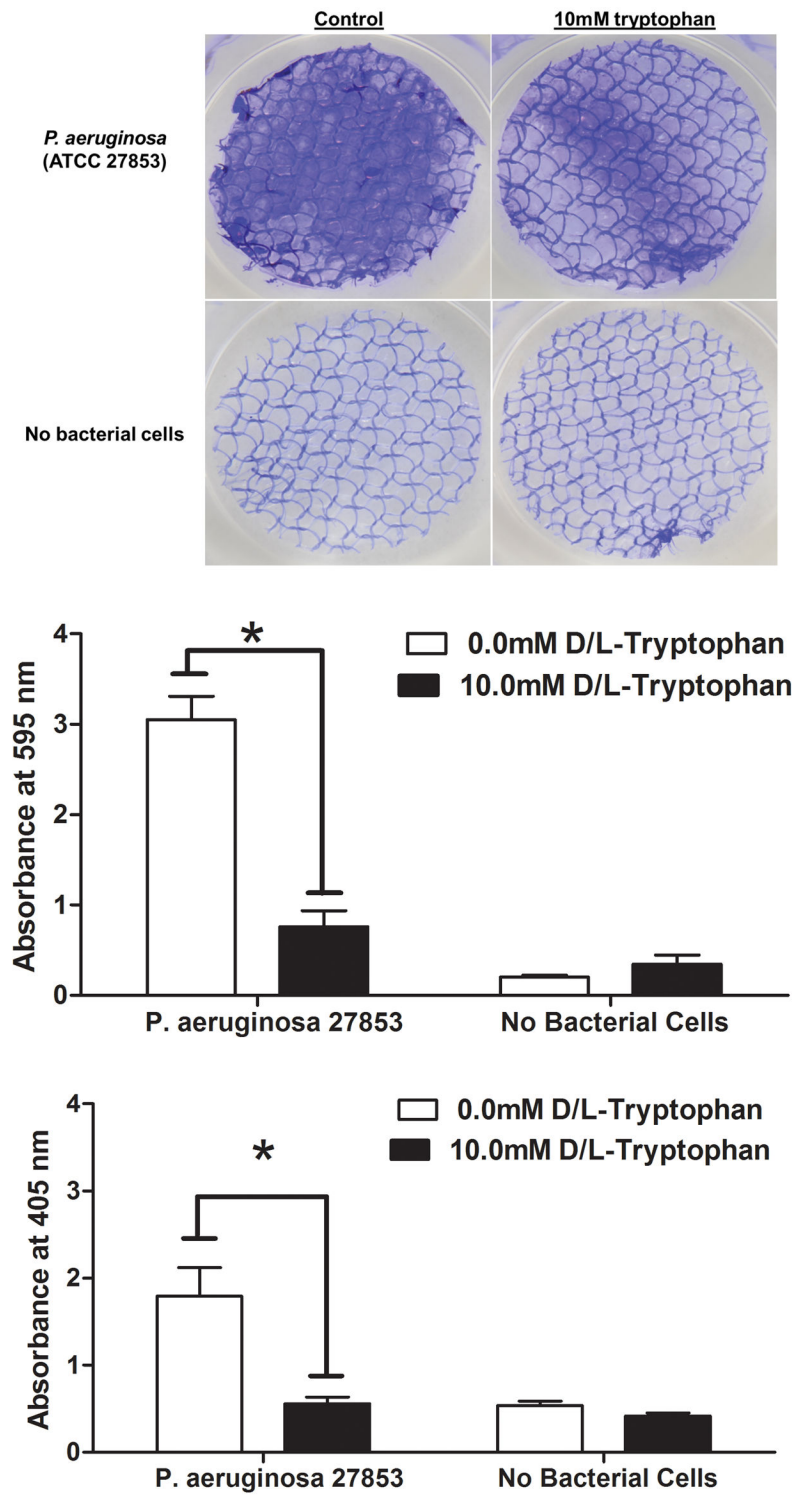 Control
10mM tryptophan
P. aeruginosa
(ATCC 27853)
No bacterial cells
4
3
2
1
0
Absorbance at 595 nm
*
0.0mM D/L-Tryptophan
10.0mM D/L-Tryptophan
P. aeruginosa 27853
No Bacterial Cells
4
3
2
1
0
Absorbance at 405 nm
*
0.0mM D/L-Tryptophan
10.0mM D/L-Tryptophan
P. aeruginosa 27853
No Bacterial Cells